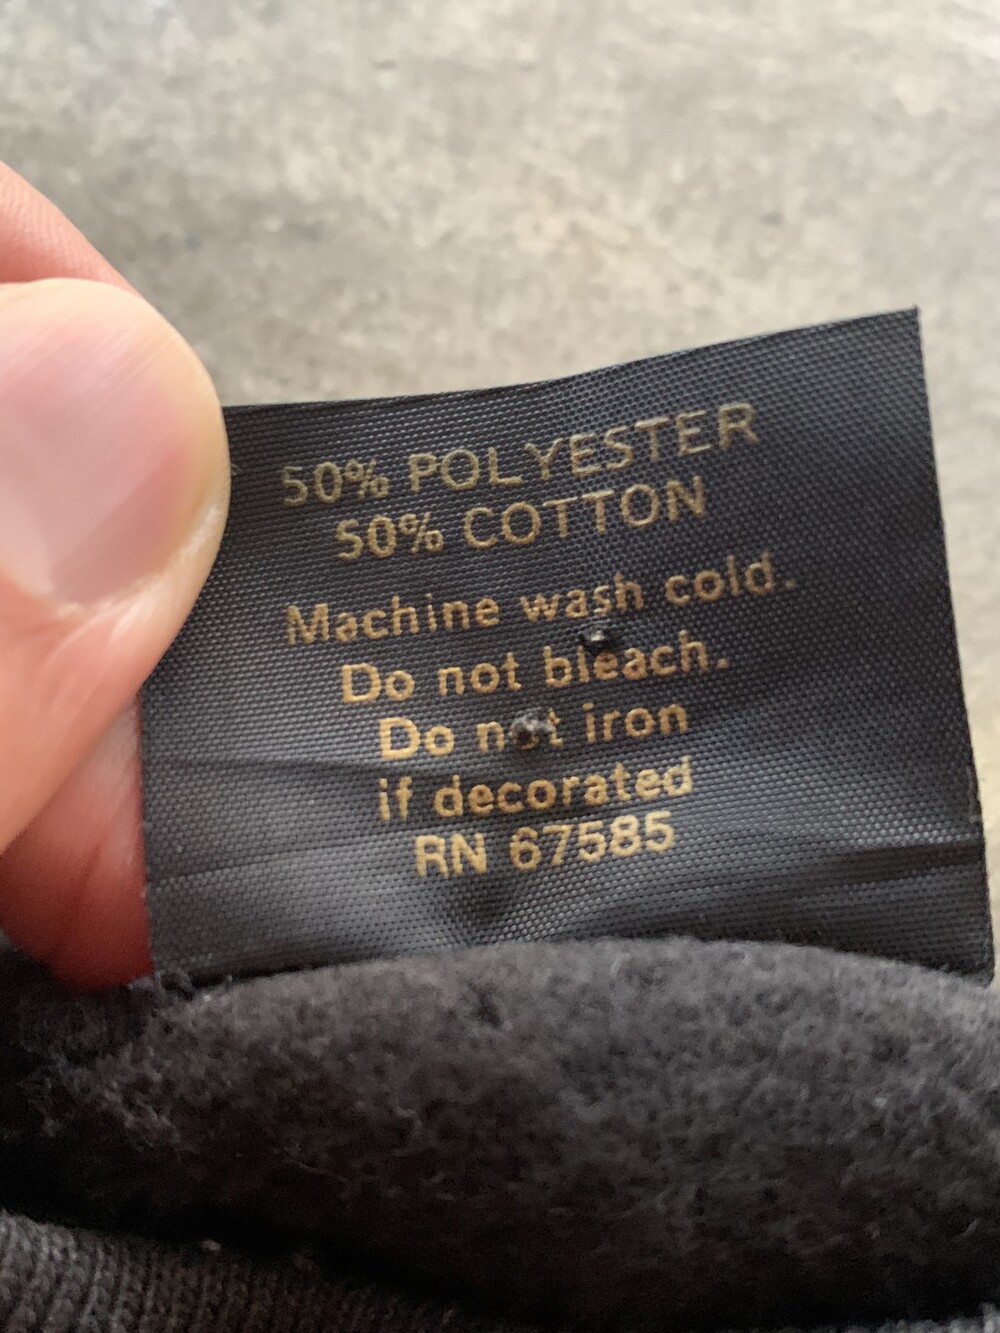 50% POLYESTER
50% COTTON
Machine wash cold.
Do not bleach.
Do not iron
if decorated
RN 67585